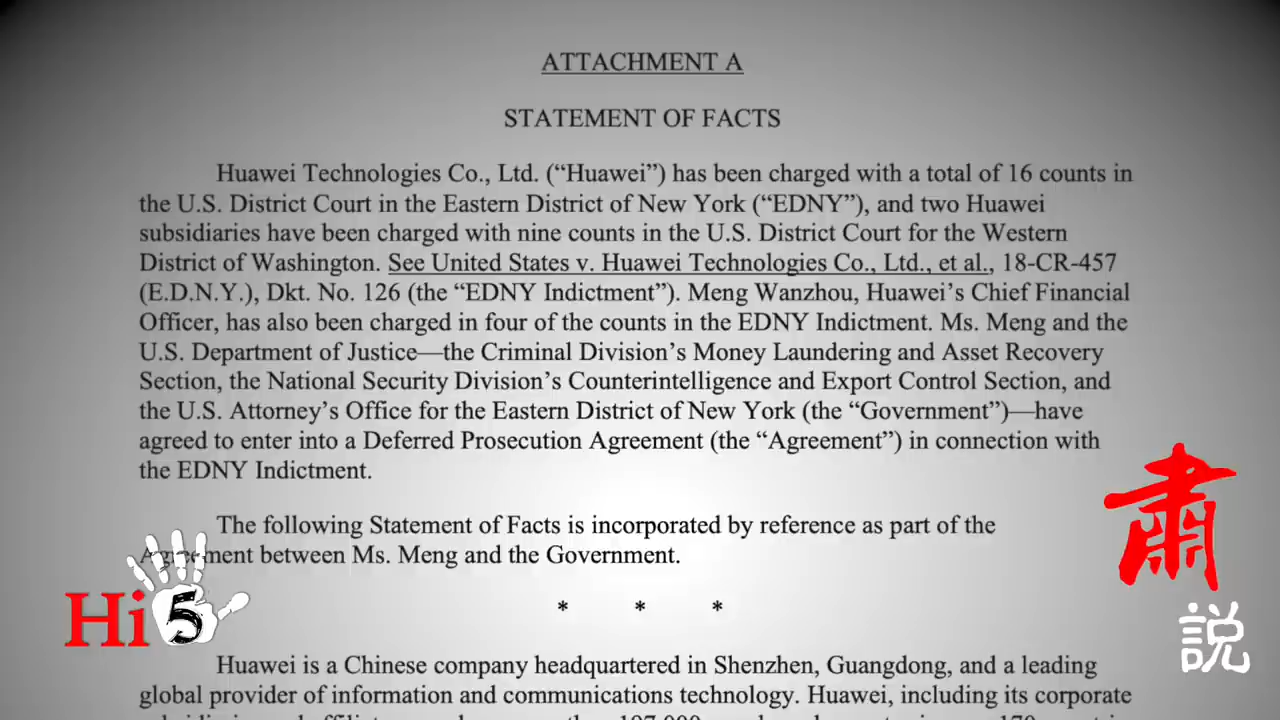 ATTACHMENT A
STATEMENT OF FACTS
Huawei Technologies Co., Ltd. (“Huawei”) has been charged with a total of 16 counts in
the U.S. District Court in the Eastern District of New York (“EDNY”), and two Huawei
subsidiaries have been charged with nine counts in the U.S. District Court for the Western
District of Washington. See United States v. Huawei Technologies Co., Ltd., et al., 18-CR-457
(E.D.N.Y.), Dkt. No. 126 (the “EDNY Indictment”). Meng Wanzhou, Huawei’s Chief Financial
Officer, has also been charged in four of the counts in the EDNY Indictment. Ms. Meng and the
U.S. Department of Justice—the Criminal Division’s Money Laundering and Asset Recovery
Section, the National Security Division’s Counterintelligence and Export Control Section, and
the U.S. Attorney’s Office for the Eastern District of New York (the “Government”)—have
agreed to enter into a Deferred Prosecution Agreement (the “Agreement”) in connection with
the EDNY Indictment.
The following Statement of Facts is incorporated by reference as part of the
Agreement between Ms. Meng and the Government.
* * *
Huawei is a Chinese company headquartered in Shenzhen, Guangdong, and a leading
global provider of information and communications technology. Huawei, including its corporate
Hi 5
肅
説